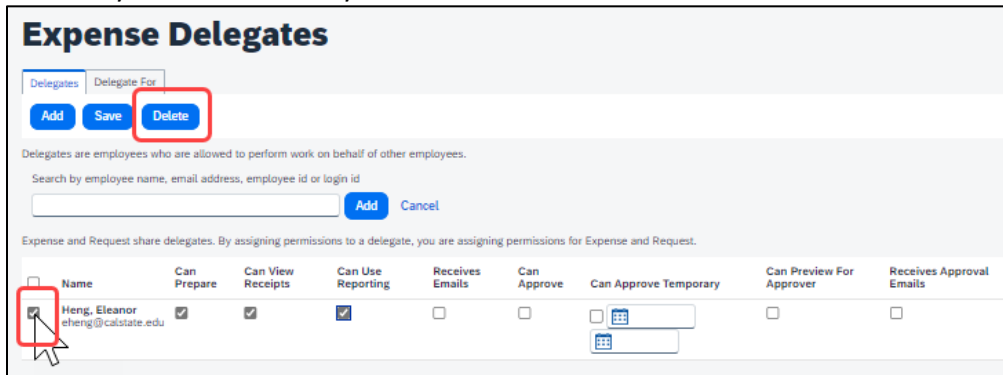 Expense Delegates
Delegates Delegate For
Add Save Delete
Delegates are employees who are allowed to perform work on behalf of other employees.
Search by employee name, email address, employee id or login id
Add Cancel
Expense and Request share delegates. By assigning permissions to a delegate, you are assigning permissions for Expense and Request.
Name Can Prepare Can View Receipts Can Use Reporting Receives Emails Can Approve Can Approve Temporary Can Preview For Approver Receives Approval Emails
Heng, Eleanor
eheng@calstate.edu